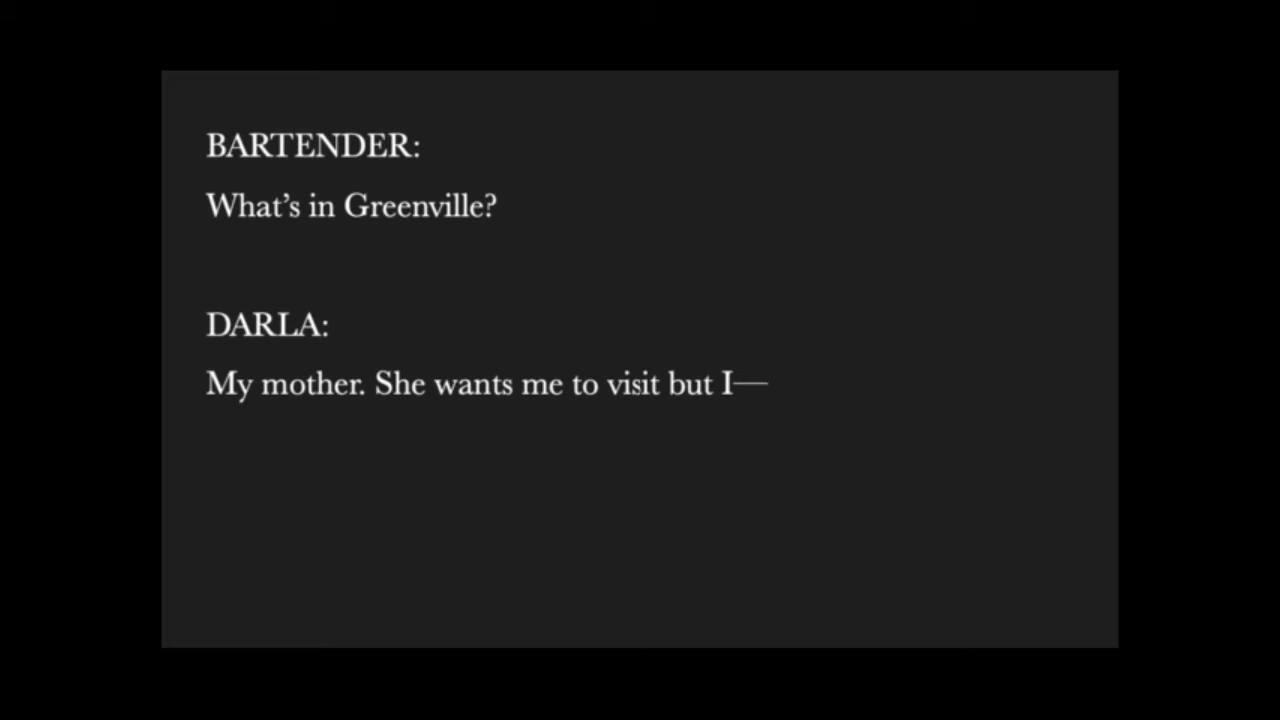 BARTENDER:
What’s in Greenville?
DARLA:
My mother. She wants me to visit but I—